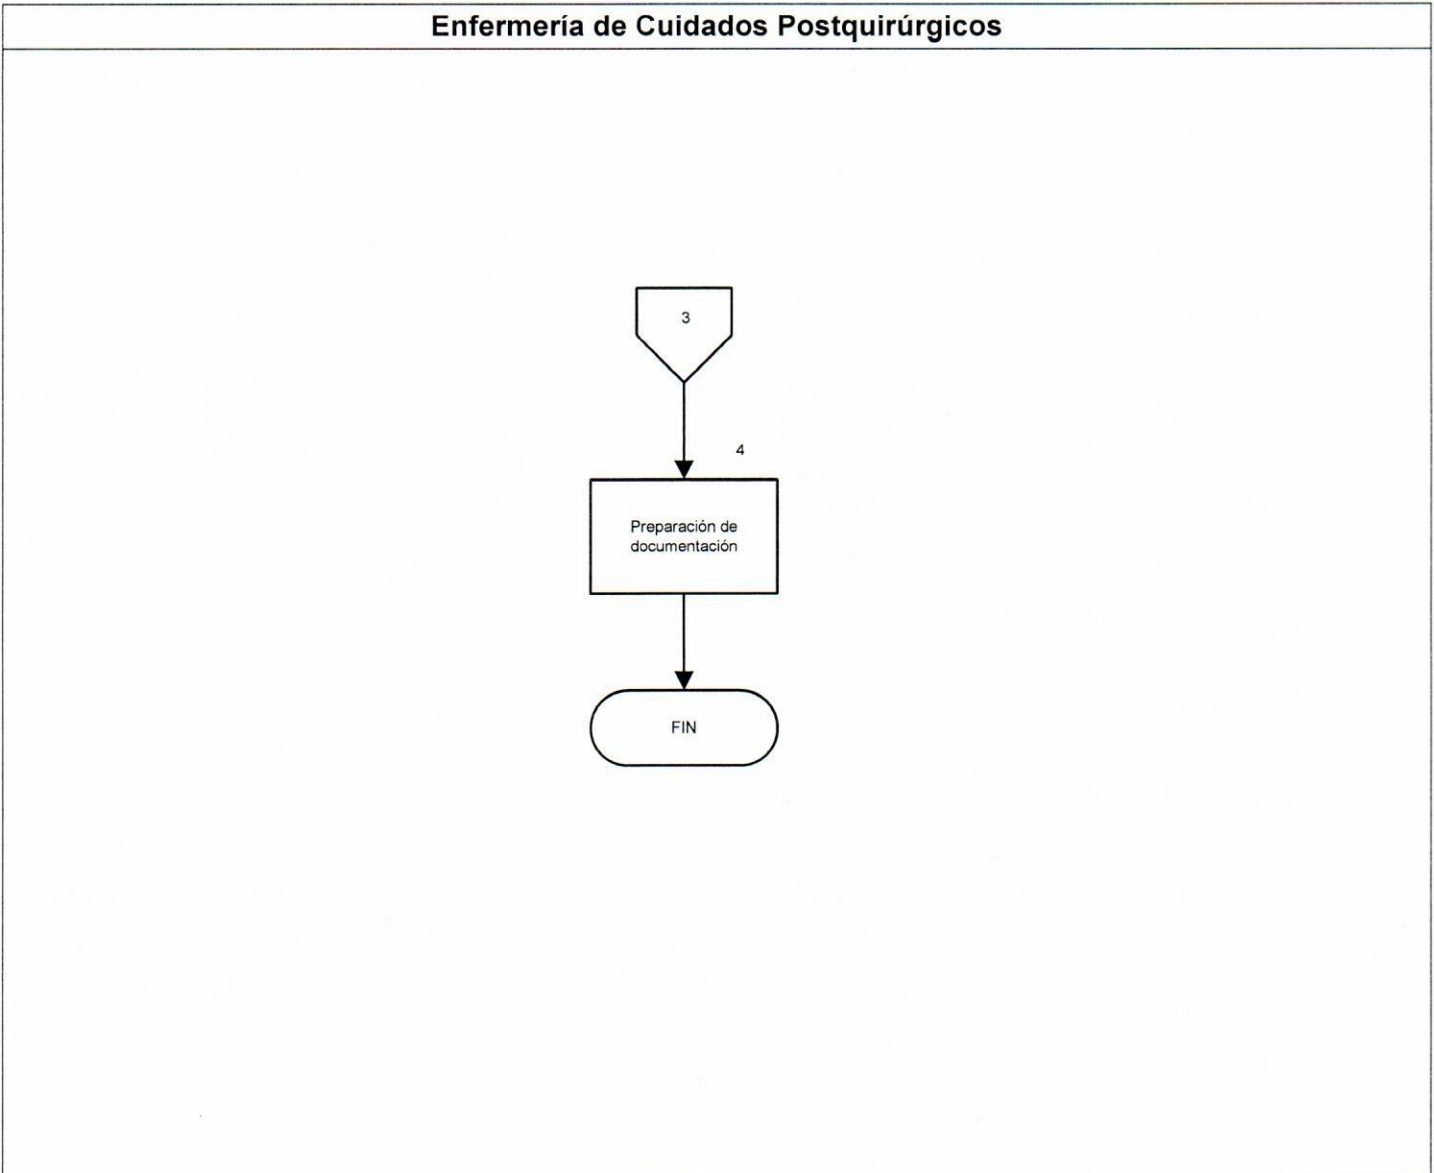 Enfermería de Cuidados Postquirúrgicos
3
4
Preparación de
documentación
FIN